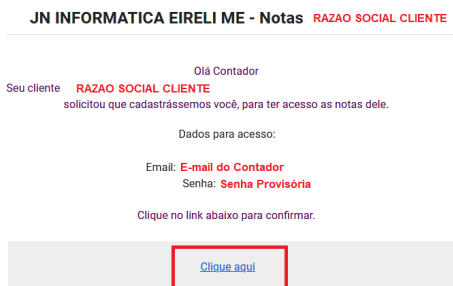 JN INFORMATICA EIRELI ME - Notas RAZAO SOCIAL CLIENTE
Olá Contador
Seu cliente RAZAO SOCIAL CLIENTE
solicitou que cadastrássemos você, para ter acesso as notas dele.
Dados para acesso:
Email: E-mail do Contador
Senha: Senha Provisória
Clique no link abaixo para confirmar.
Clique aqui